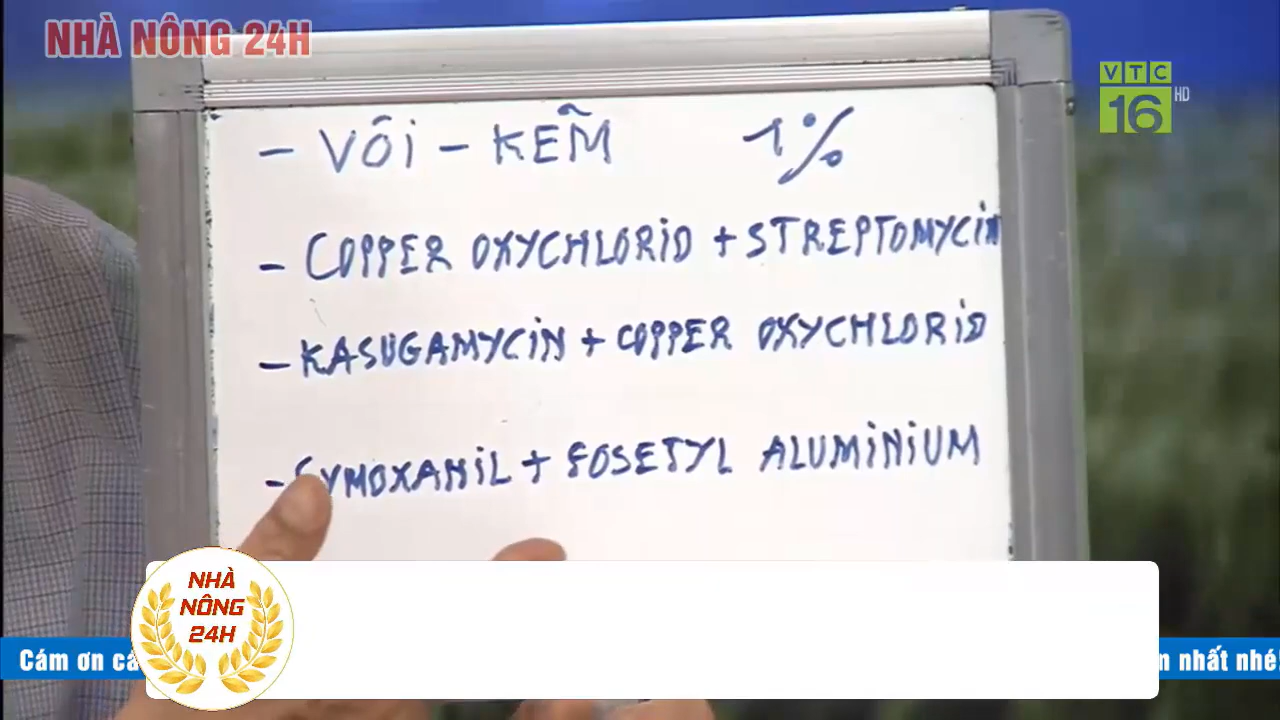 NHÀ NÔNG 24H
VTC
16 HD
- VÔI - KẼM 1%
- COPPER OXYCHLORID + STREPTOMYCIN
- KASUGAMYCIN + COPPER OXYCHLORID
- CYMOXANIL + FOSETYL ALUMINIUM
NHÀ
NÔNG
24H
Cám ơn cá
n nhất nhé!